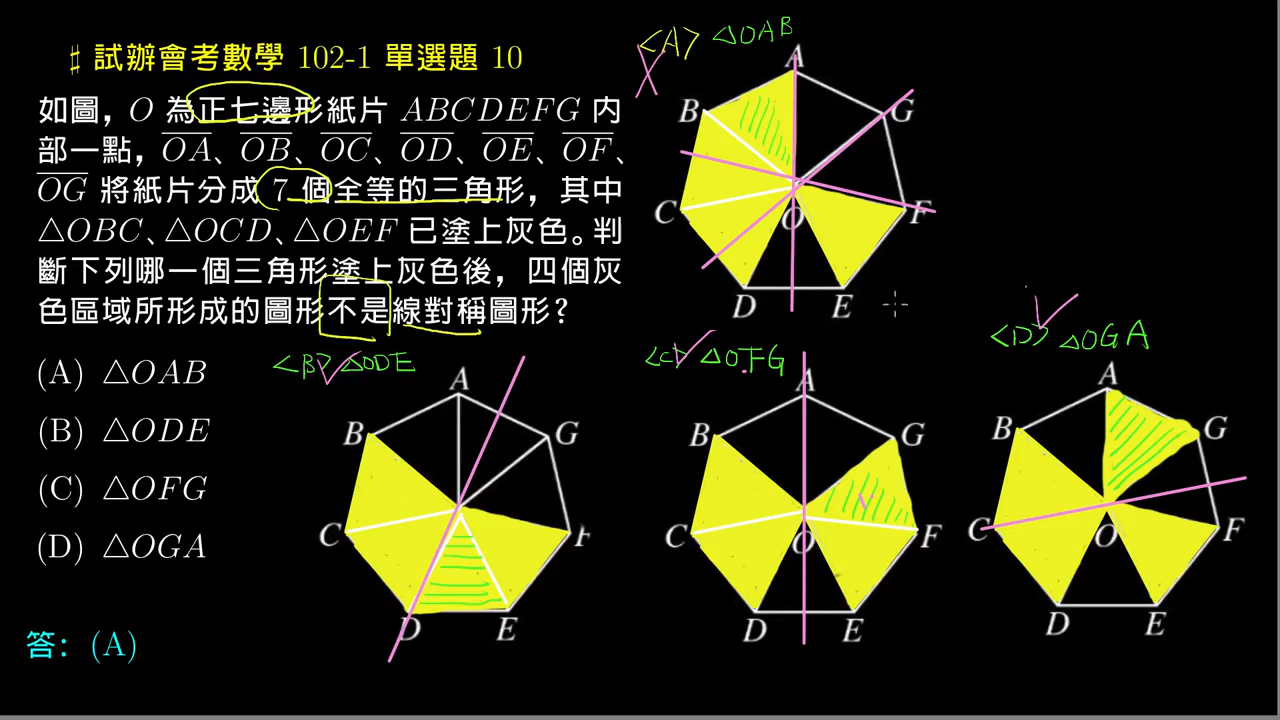 ♯ 試辦會考數學 102-1 單選題 10
如圖，O 為正七邊形紙片 ABCDEFG 內
部一點，OA、OB、OC、OD、OE、OF、
OG 將紙片分成 7 個全等的三角形，其中
△OBC、△OCD、△OEF 已塗上灰色。判
斷下列哪一個三角形塗上灰色後，四個灰
色區域所形成的圖形不是線對稱圖形？
(A) △OAB
(B) △ODE
(C) △OFG
(D) △OGA
答：(A)
<A> △OAB
A
B
G
C
O
F
D
E
<B> △ODE
A
B
G
C
F
D
E
<C> △OFG
A
B
G
C
O
F
D
E
<D> △OGA
A
B
G
C
O
F
D
E